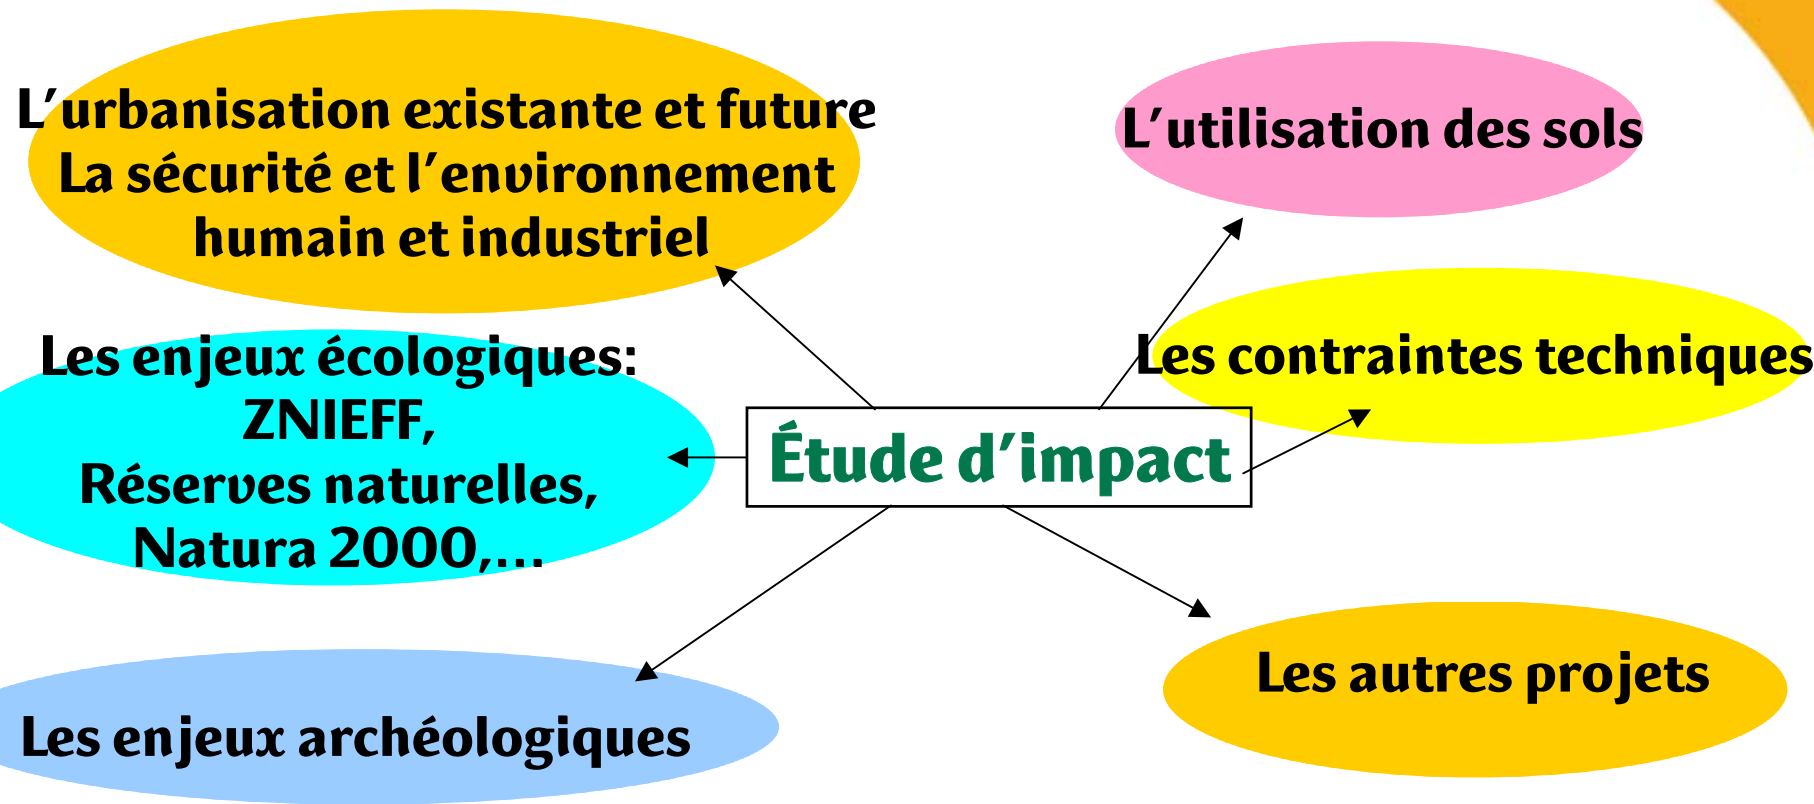 L’urbanisation existante et future
La sécurité et l’environnement
humain et industriel
L’utilisation des sols
Les enjeux écologiques:
ZNIEFF,
Réserves naturelles,
Natura 2000,...
Les contraintes techniques
Étude d’impact
Les enjeux archéologiques
Les autres projets